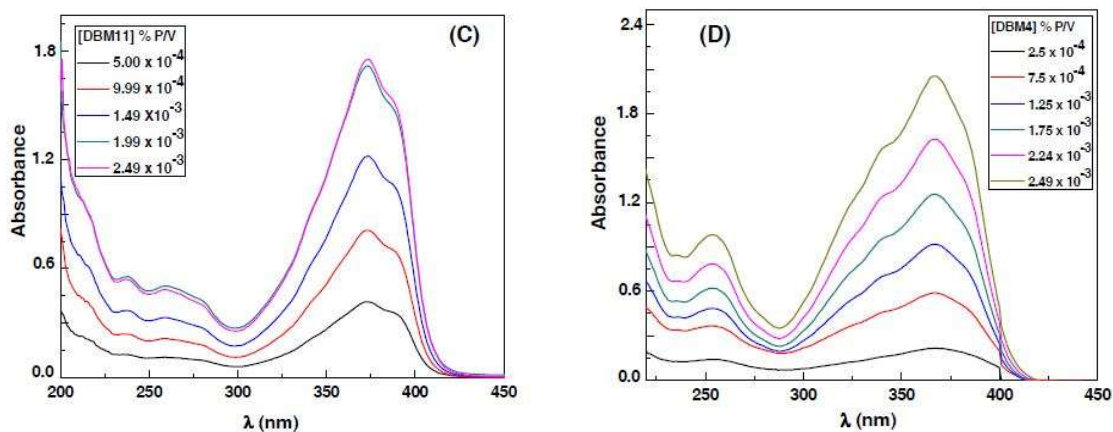 [DBM11] % P/V
5.00 x 10⁻⁴
9.99 x 10⁻⁴
1.49 X10⁻³
1.99 x 10⁻³
2.49 x 10⁻³
(C)
1.8
1.2
0.6
0.0
Absorbance
200 250 300 350 400 450
λ (nm)
[DBM4] % P/V
2.5 x 10⁻⁴
7.5 x 10⁻⁴
1.25 x 10⁻³
1.75 x 10⁻³
2.24 x 10⁻³
2.49 x 10⁻³
(D)
2.4
1.8
1.2
0.6
0.0
Absorbance
250 300 350 400 450
λ (nm)